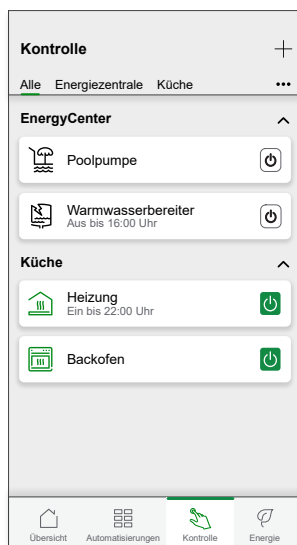 Kontrolle
Alle Energiezentrale Küche
EnergyCenter
Poolpumpe
Warmwasserbereiter
Aus bis 16:00 Uhr
Küche
Heizung
Ein bis 22:00 Uhr
Backofen
Übersicht Automatisierungen Kontrolle Energie